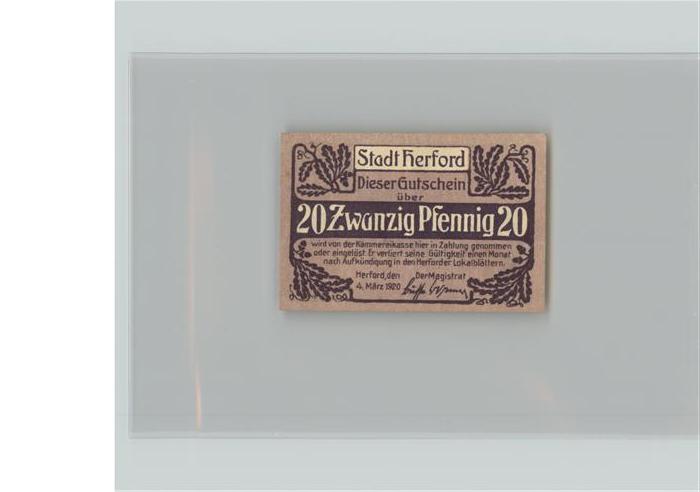 Stadt Herford
Dieser Gutschein
über
20 Zwanzig Pfennig 20
wird von der Kämmereikasse hier in Zahlung genommen
oder eingelöst. Er verliert seine Gültigkeit einen Monat
nach Aufkündigung in den Herforder Lokalblättern.
Herford, den Der Magistrat
4. März 1920